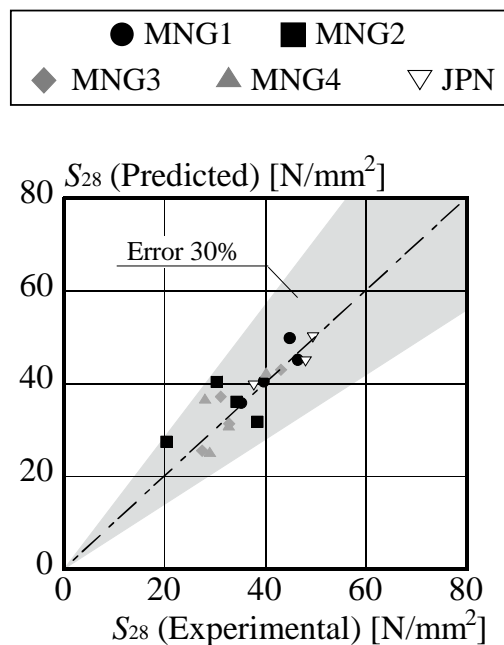 MNG1 MNG2
MNG3 MNG4 JPN
S28 (Predicted) [N/mm2]
80
Error 30%
60
40
20
0
0 20 40 60 80
S28 (Experimental) [N/mm2]